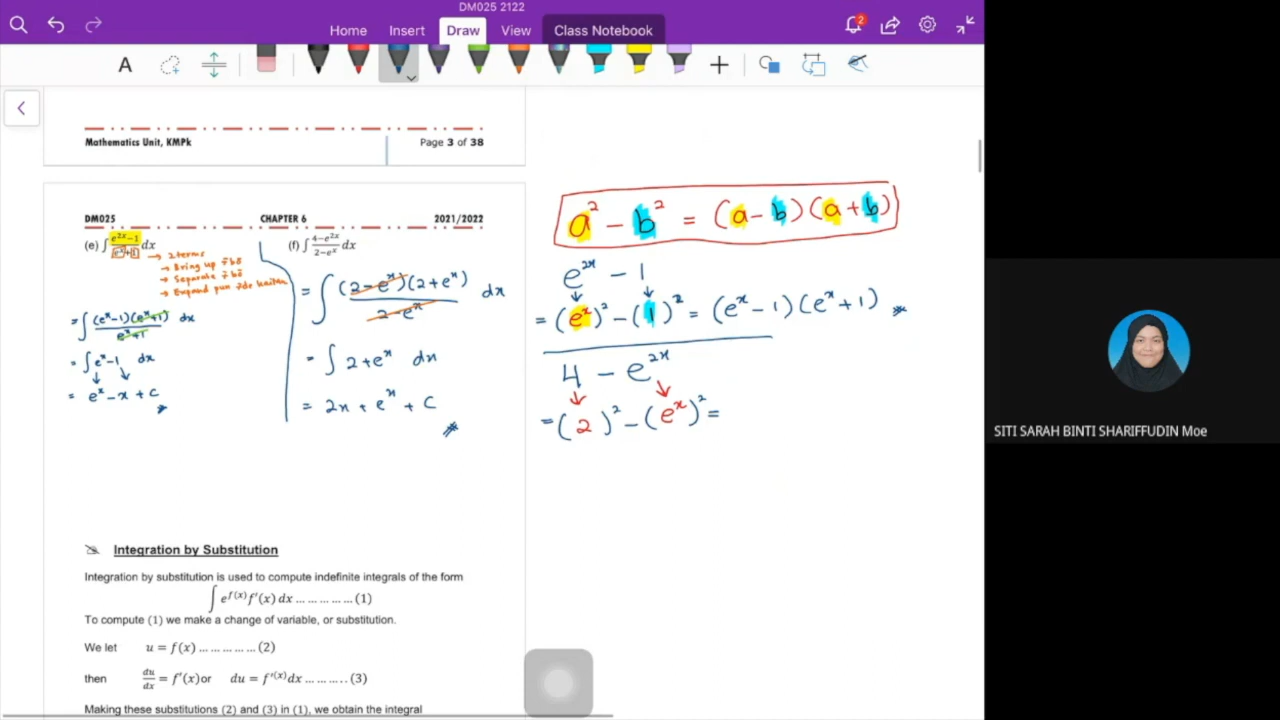 DM025 2122
Home Insert Draw View Class Notebook
2
A
Mathematics Unit, KMPk Page 3 of 38
DM025 CHAPTER 6 2021/2022
(e) ∫ (e^{2x}−1)/(e^x+1) dx
→ 2 terms
→ Bring up
→ Separate
→ Expand pun
= ∫ (e^x−1)(e^x+1)/(e^x+1) dx
= ∫ e^x−1 dx
= e^x − x + c
(f) ∫ (4−e^{2x})/(2−e^x) dx
= ∫ (2−e^x)(2+e^x)/(2−e^x) dx
= ∫ 2+e^x dx
= 2x + e^x + c
a² − b² = (a−b)(a+b)
e^{2x} − 1
= (e^x)² − (1)² = (e^x − 1)(e^x + 1)
4 − e^{2x}
= (2)² − (e^x)² =
Integration by Substitution
Integration by substitution is used to compute indefinite integrals of the form
∫ e^{f(x)} f′(x) dx … … … … … (1)
To compute (1) we make a change of variable, or substitution.
We let u = f(x) … … … … … (2)
then du/dx = f′(x)or du = f′^{(x)}dx … … … . . (3)
Making these substitutions (2) and (3) in (1), we obtain the integral
SITI SARAH BINTI SHARIFFUDIN Moe